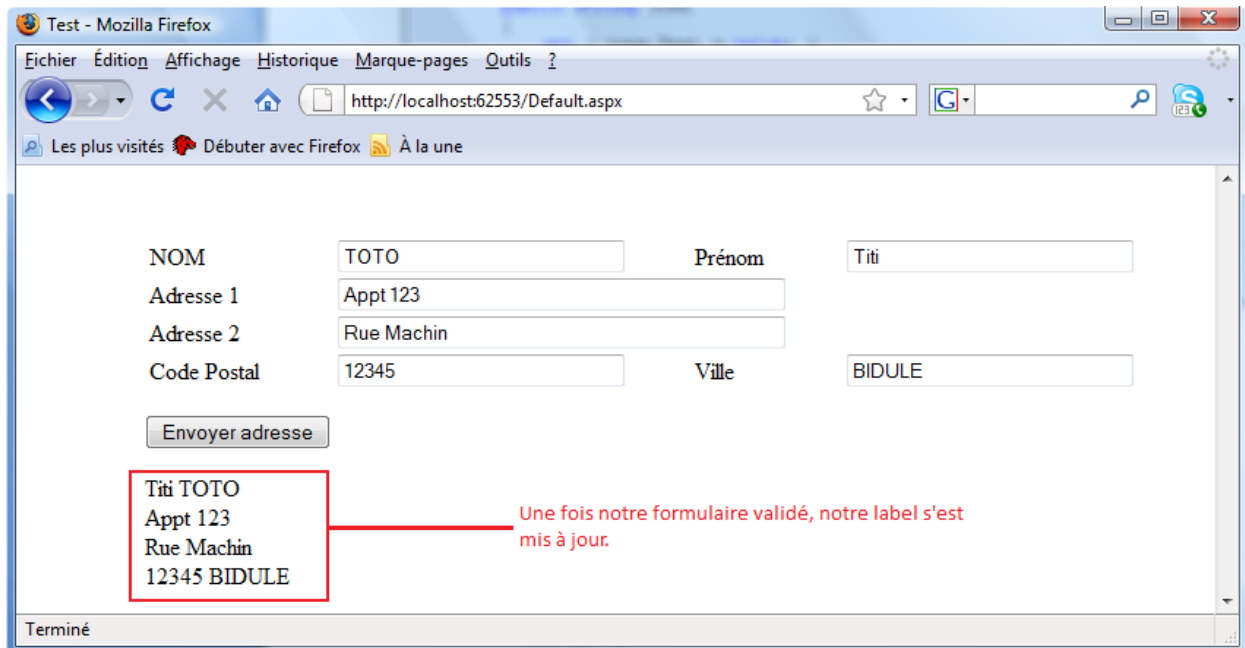 Test - Mozilla Firefox
Fichier Édition Affichage Historique Marque-pages Outils ?
http://localhost:62553/Default.aspx
G
123
Les plus visités Débuter avec Firefox À la une
NOM TOTO Prénom Titi
Adresse 1 Appt 123
Adresse 2 Rue Machin
Code Postal 12345 Ville BIDULE
Envoyer adresse
Titi TOTO
Appt 123
Rue Machin
12345 BIDULE
Une fois notre formulaire validé, notre label s'est
mis à jour.
Terminé